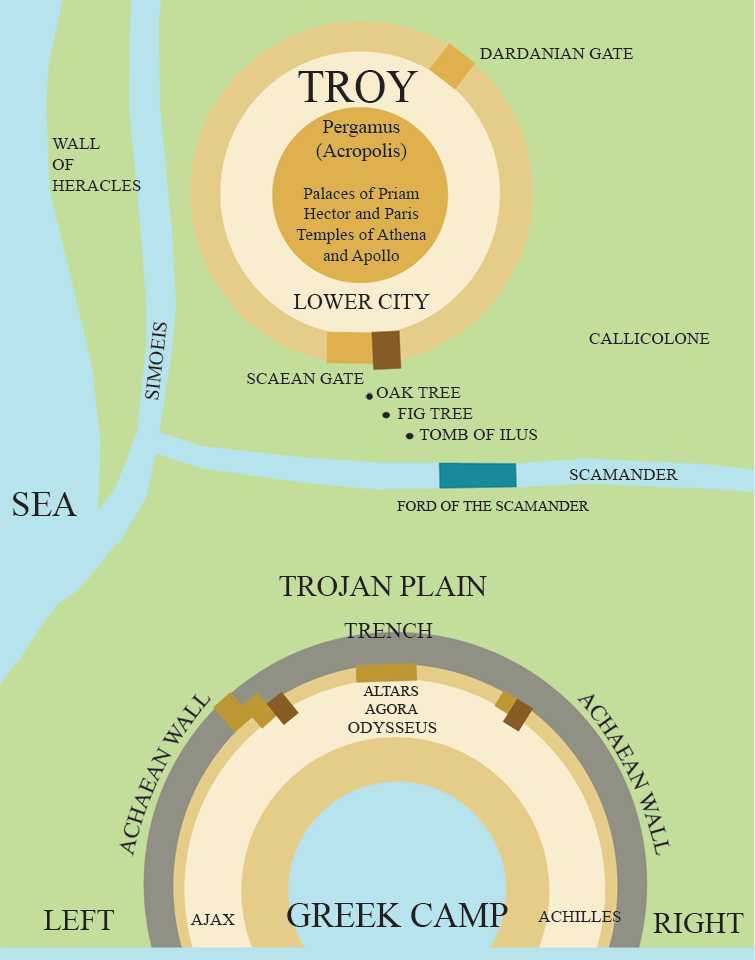 DARDANIAN GATE
TROY
Pergamus
(Acropolis)
WALL
OF
HERACLES
Palaces of Priam
Hector and Paris
Temples of Athena
and Apollo
LOWER CITY
SIMOEIS
CALLICOLONE
SCAEAN GATE
OAK TREE
FIG TREE
TOMB OF ILUS
SCAMANDER
SEA
FORD OF THE SCAMANDER
TROJAN PLAIN
TRENCH
ALTARS
AGORA
ODYSSEUS
ACHAEAN WALL
ACHAEAN WALL
LEFT
AJAX
GREEK CAMP
ACHILLES
RIGHT